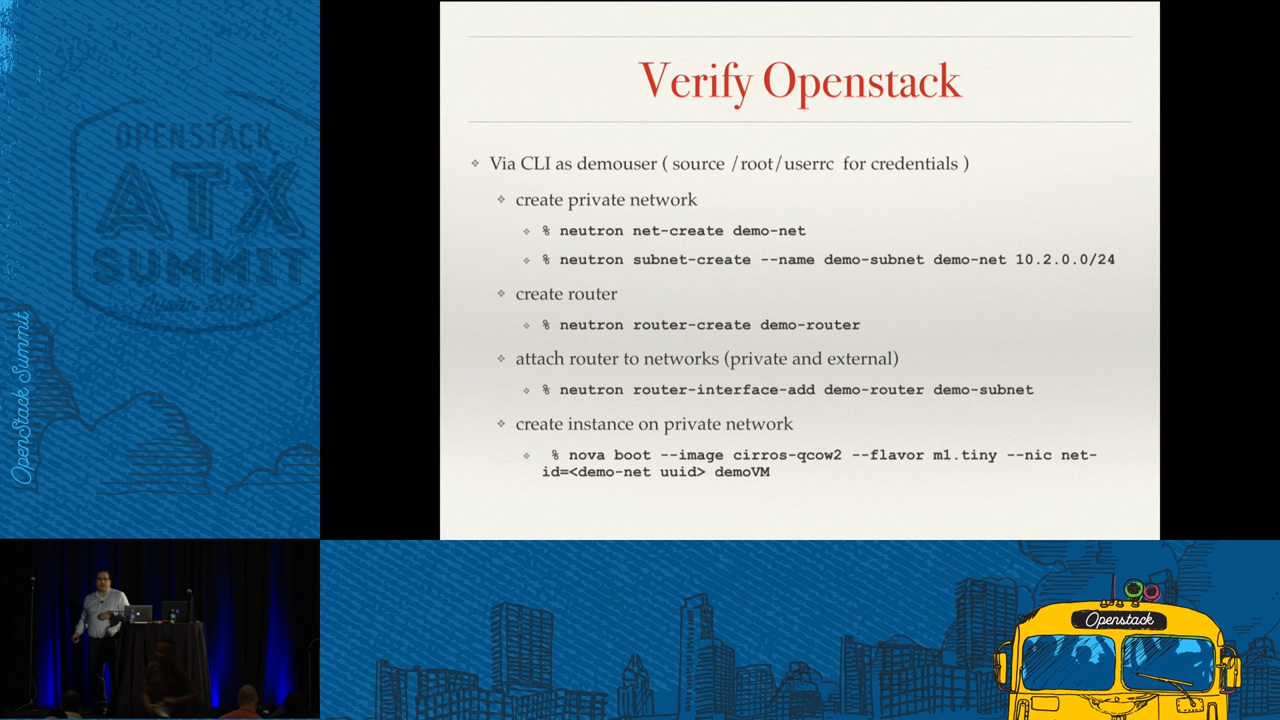 OPENSTACK
ATX
SUMMIT
Austin 2016
OpenStack Summit
Verify Openstack
Via CLI as demouser ( source /root/userrc for credentials )
create private network
% neutron net-create demo-net
% neutron subnet-create --name demo-subnet demo-net 10.2.0.0/24
create router
% neutron router-create demo-router
attach router to networks (private and external)
% neutron router-interface-add demo-router demo-subnet
create instance on private network
% nova boot --image cirros-qcow2 --flavor m1.tiny --nic net-
id=<demo-net uuid> demoVM
Openstack